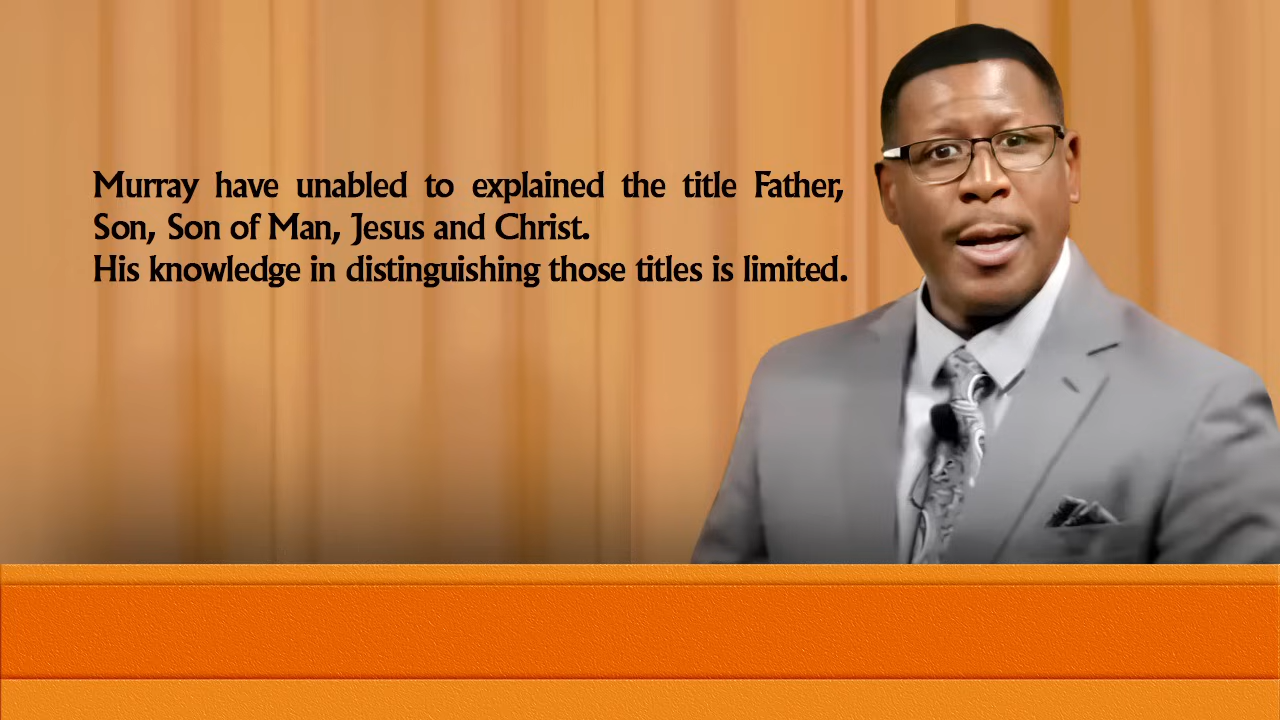 Murray have unabled to explained the title Father,
Son, Son of Man, Jesus and Christ.
His knowledge in distinguishing those titles is limited.